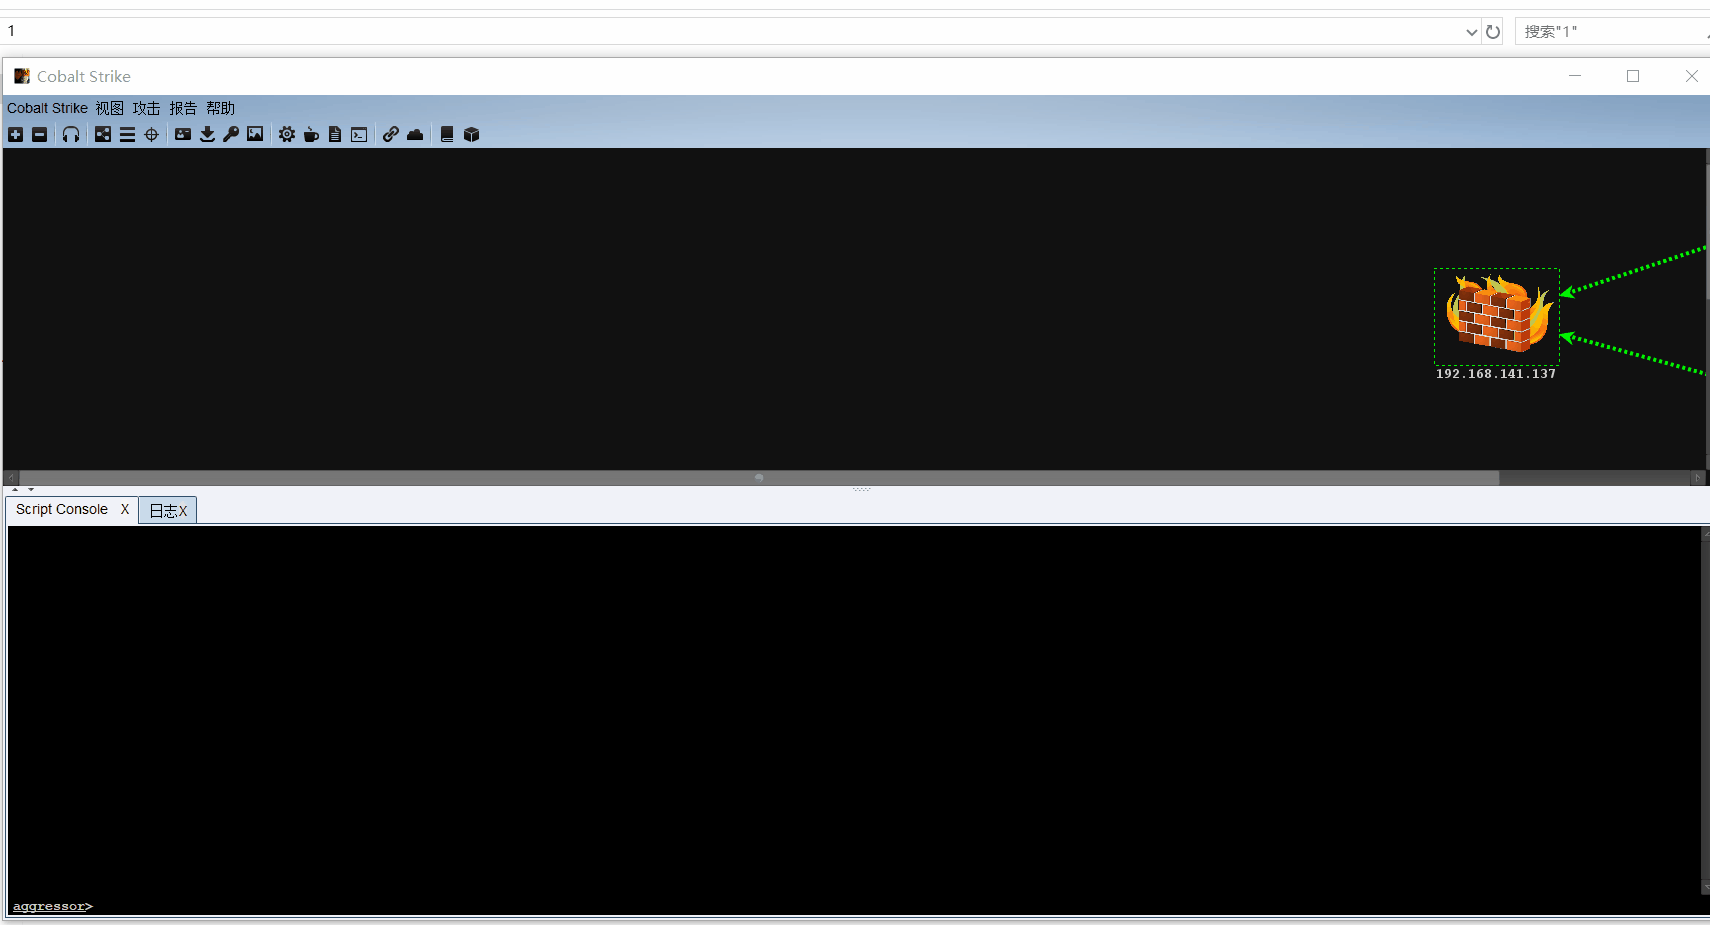 1
搜索"1"
Cobalt Strike
Cobalt Strike 视图 攻击 报告 帮助
192.168.141.137
Script Console X 日志X
aggressor>